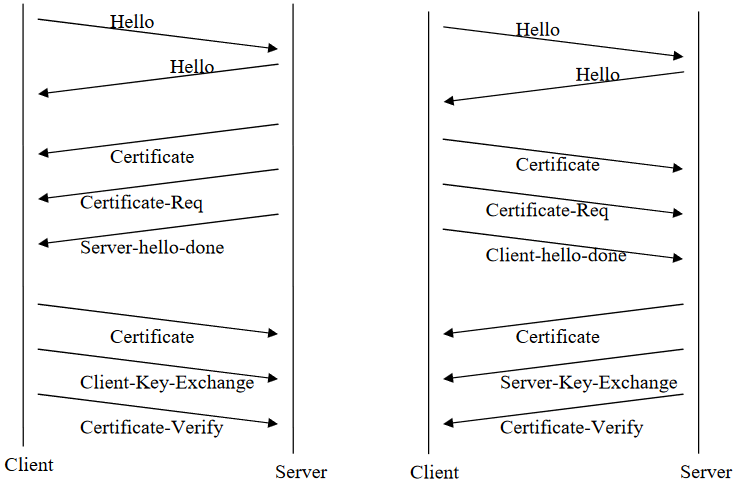 Hello
Hello
Certificate
Certificate-Req
Server-hello-done
Certificate
Client-Key-Exchange
Certificate-Verify
Client
Server
Hello
Hello
Certificate
Certificate-Req
Client-hello-done
Certificate
Server-Key-Exchange
Certificate-Verify
Client
Server